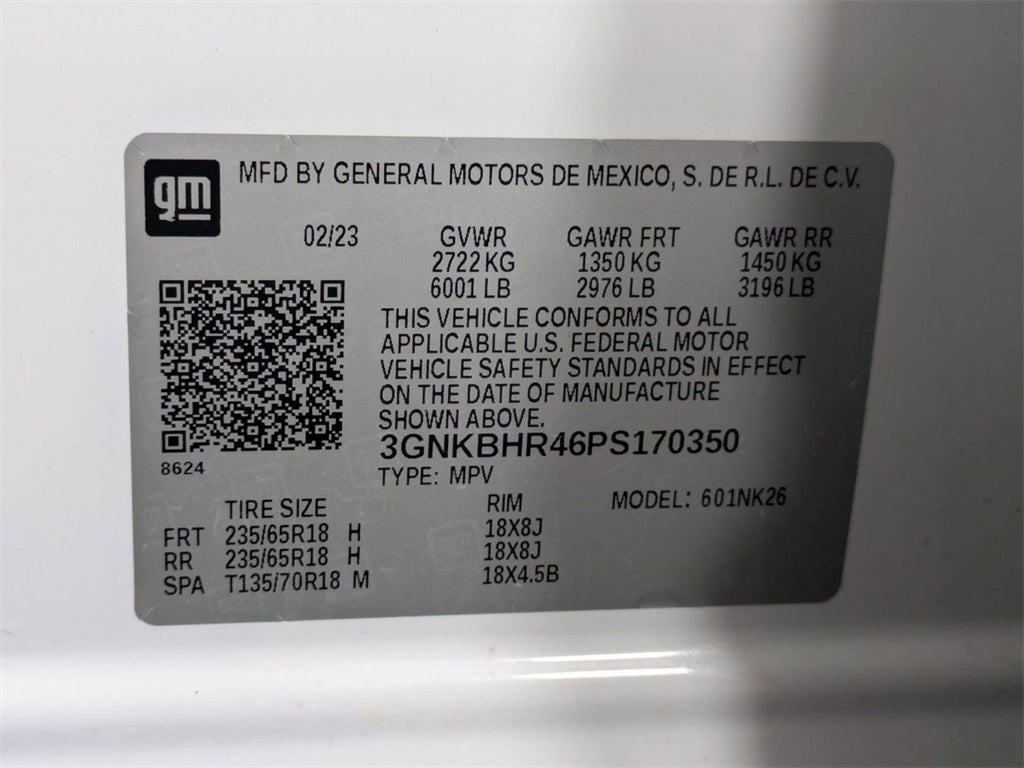 gm
MFD BY GENERAL MOTORS DE MEXICO, S. DE R.L. DE C.V.
02/23 GVWR GAWR FRT GAWR RR
2722 KG 1350 KG 1450 KG
6001 LB 2976 LB 3196 LB
THIS VEHICLE CONFORMS TO ALL
APPLICABLE U.S. FEDERAL MOTOR
VEHICLE SAFETY STANDARDS IN EFFECT
ON THE DATE OF MANUFACTURE
SHOWN ABOVE.
3GNKBHR46PS170350
8624
TYPE: MPV
TIRE SIZE RIM MODEL: 601NK26
FRT 235/65R18 H 18X8J
RR 235/65R18 H 18X8J
SPA T135/70R18 M 18X4.5B